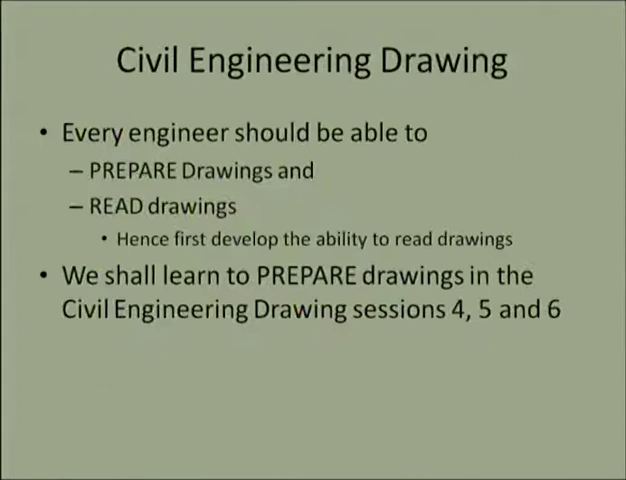 Civil Engineering Drawing
• Every engineer should be able to
– PREPARE Drawings and
– READ drawings
• Hence first develop the ability to read drawings
• We shall learn to PREPARE drawings in the
Civil Engineering Drawing sessions 4, 5 and 6